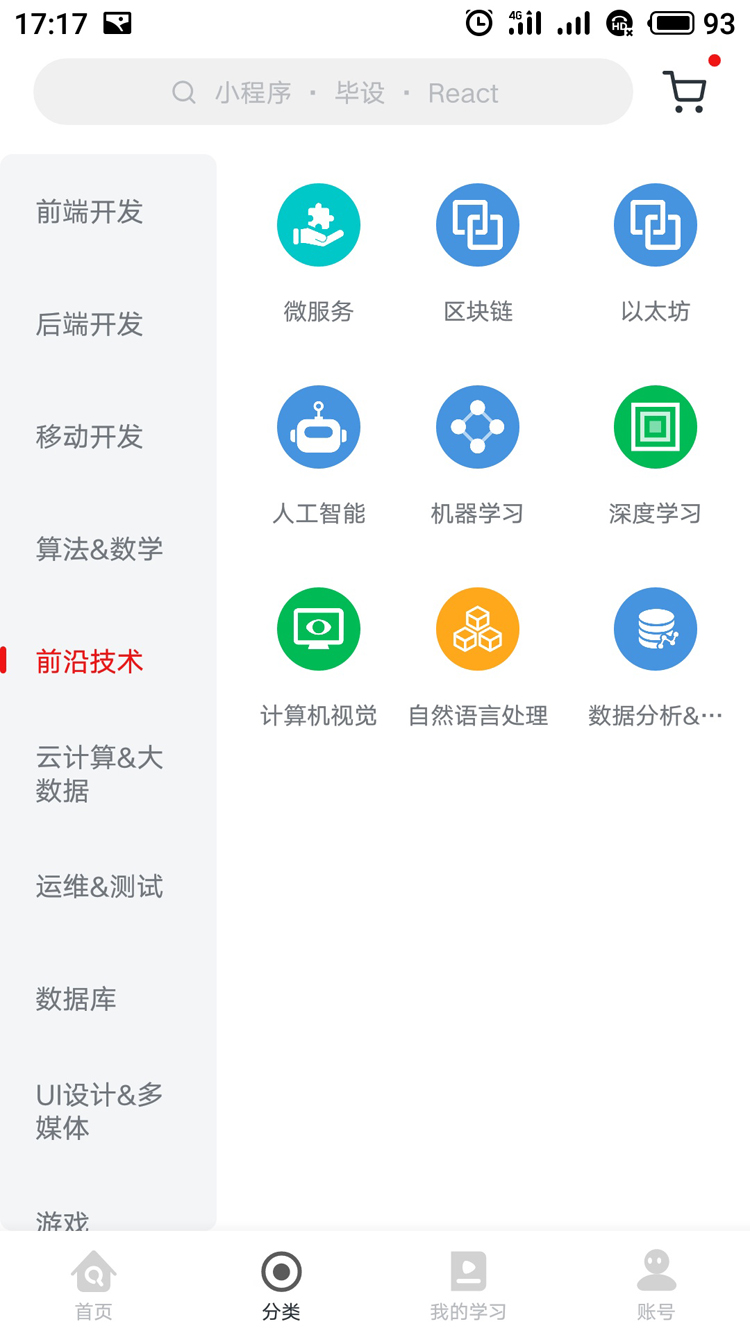 17:17
4G HD 93
小程序 · 毕设 · React
前端开发
后端开发
移动开发
算法&数学
前沿技术
云计算&大
数据据
运维&测试
数据库
UI设计&多
媒体
游戏
微服务
区块链
以太坊
人工智能
机器学习
深度学习
计算机视觉
自然语言处理
数据分析&…
首页
分类
我的学习
账号